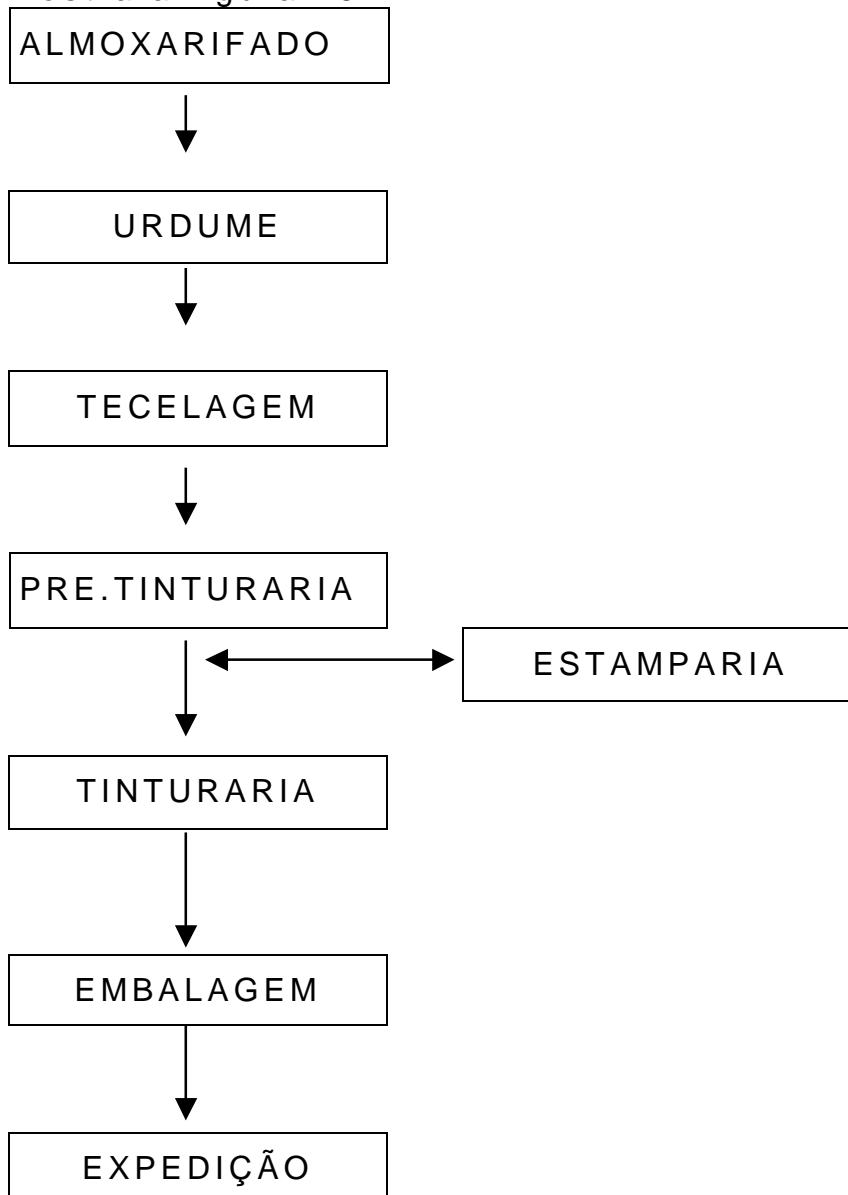 ALMOXARIFADO
URDUME
TECELAGEM
PRE.TINTURARIA
ESTAMPARIA
TINTURARIA
EMBALAGEM
EXPEDIÇÃO